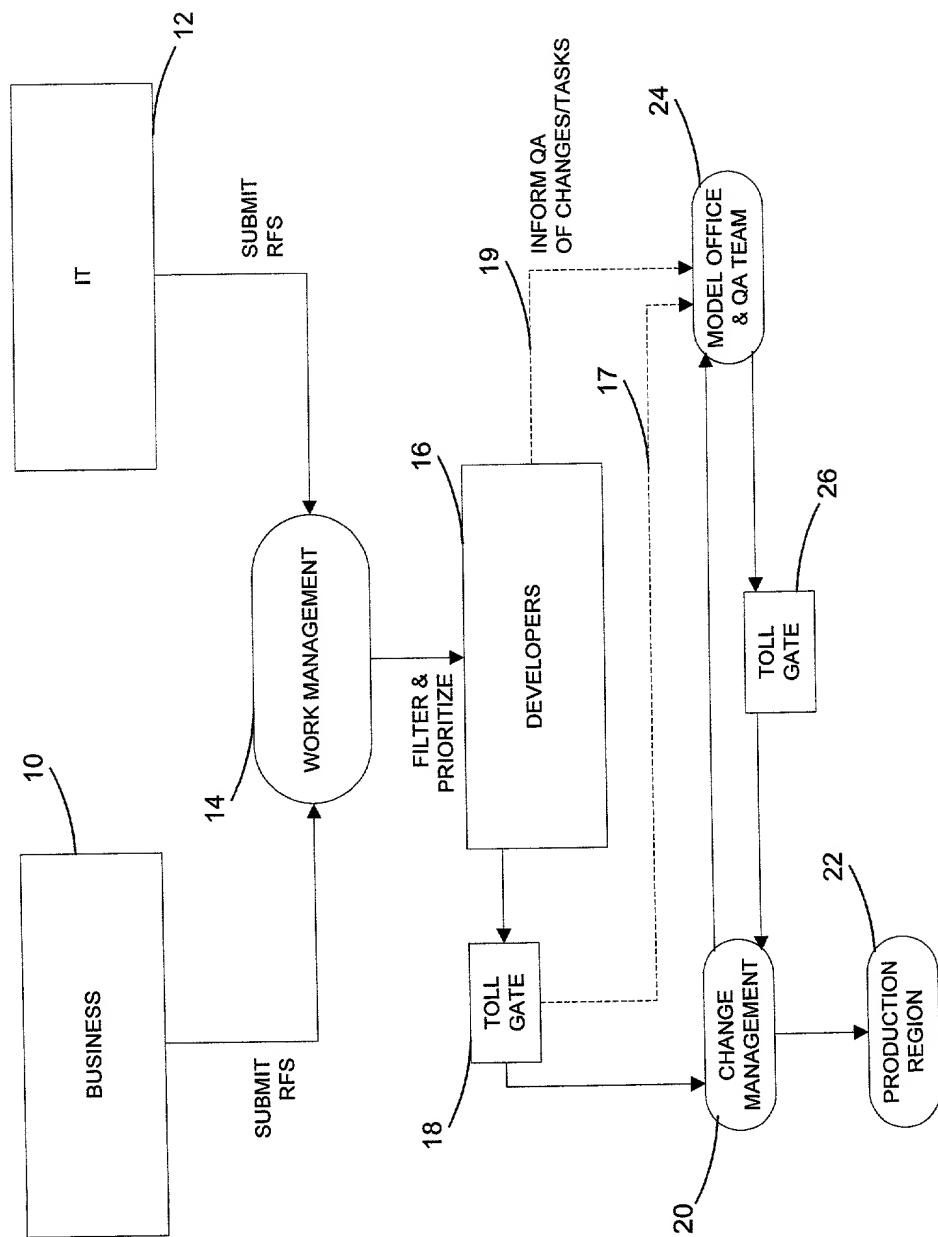 10
BUSINESS
SUBMIT
RFS
12
IT
SUBMIT
RFS
14
WORK MANAGEMENT
FILTER &
PRIORITIZE
16
DEVELOPERS
19
INFORM QA
OF CHANGES/TASKS
17
18
TOLL
GATE
20
CHANGE
MANAGEMENT
24
MODEL OFFICE
& QA TEAM
26
TOLL
GATE
22
PRODUCTION
REGION